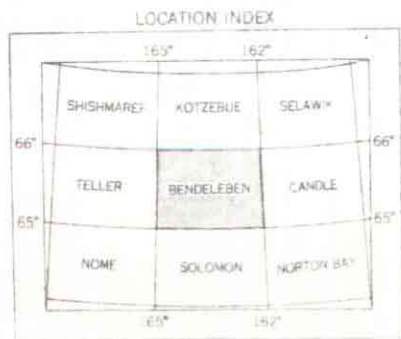 LOCATION INDEX
165° 162°
SHISHMAREF KOTZEBUE SELAWIK
66° 66°
TELLER BENDELEBEN CANDLE
65° 65°
NOME SOLOMON NORTON BAY
165° 162°